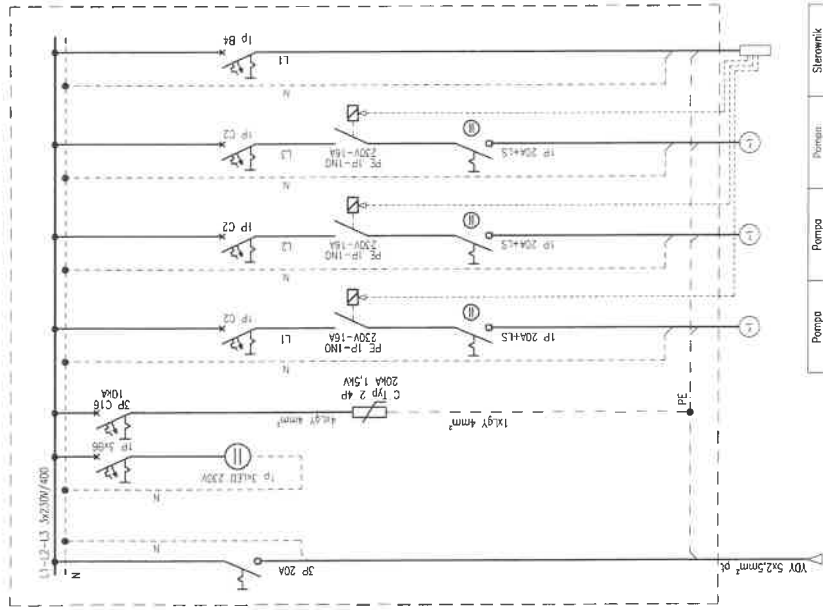 L1-L2-L3 3x230V/400
N
3P 20A
N
YDY 5x2,5mm² pt
1P 3xB6
1p 3xLED 230V
N
3P C16
10kA
4xLgY 4mm²
C Typ 2 4P
20kA 1,5kV
1xLgY 4mm²
PE
1P C2
L1
PE 1P-1NO
230V-16A
1P 20A+LS
N
Pompa
1P C2
L2
PE 1P-1NO
230V-16A
1P 20A+LS
N
Pompa
1P C2
L3
PE 1P-1NO
230V-16A
1P 20A+LS
N
Pompa
1p B4
L1
N
Sterownik